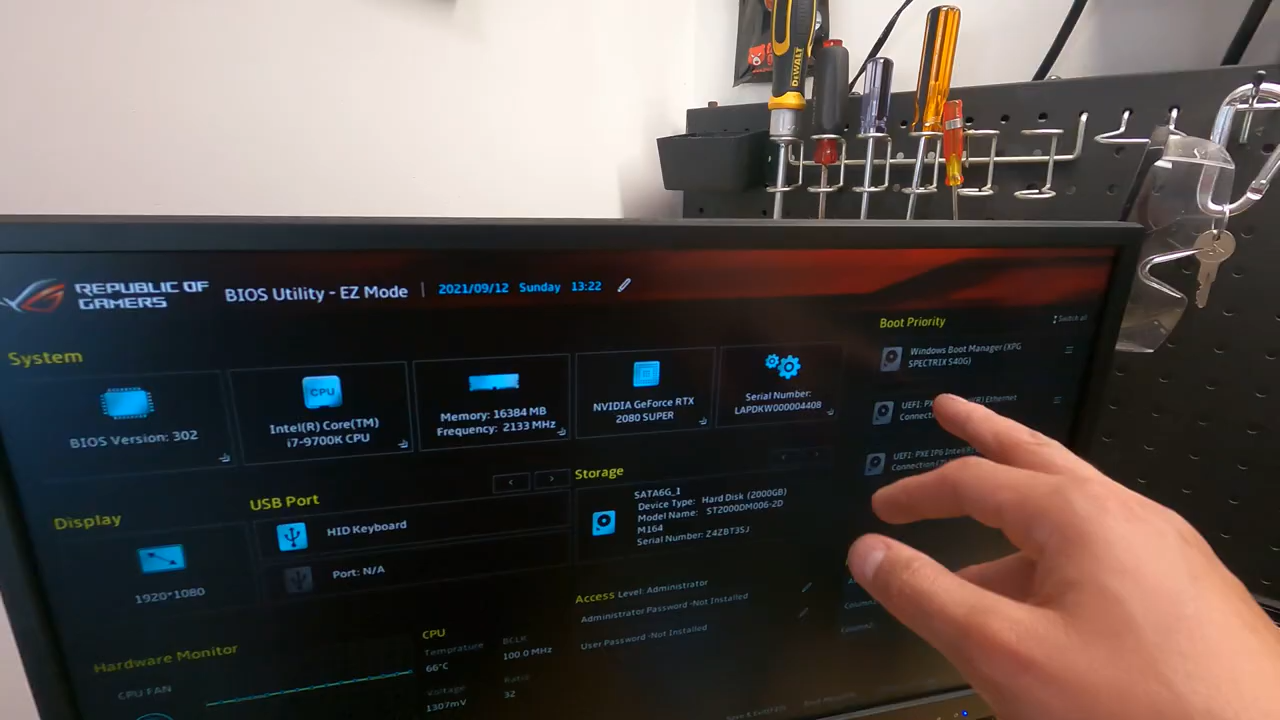 DEWALT
REPUBLIC OF
GAMERS
BIOS Utility - EZ Mode
2021/09/12 Sunday 13:22
System
BIOS Version: 302
Intel(R) Core(TM)
i7-9700K CPU
Memory: 16384 MB
Frequency: 2133 MHz
NVIDIA GeForce RTX
2080 SUPER
Serial Number:
LAPDKW000004408
Boot Priority
Switch all
Windows Boot Manager (XPG
SPECTRIX S40G)
UEFI: Ethernet
UEFI: PXE IP6
Display
1920*1080
USB Port
HID Keyboard
Port: N/A
Storage
SATA6G_1
Device Type: Hard Disk (2000GB)
Model Name: ST2000DM006-2D
M164
Serial Number: Z4ZBT3SJ
Access Level: Administrator
Administrator Password -Not Installed
User Password -Not Installed
Hardware Monitor
CPU FAN
CPU
Temprature
66°C
BCLK
100.0 MHz
Voltage
1307mV
Ratio
32